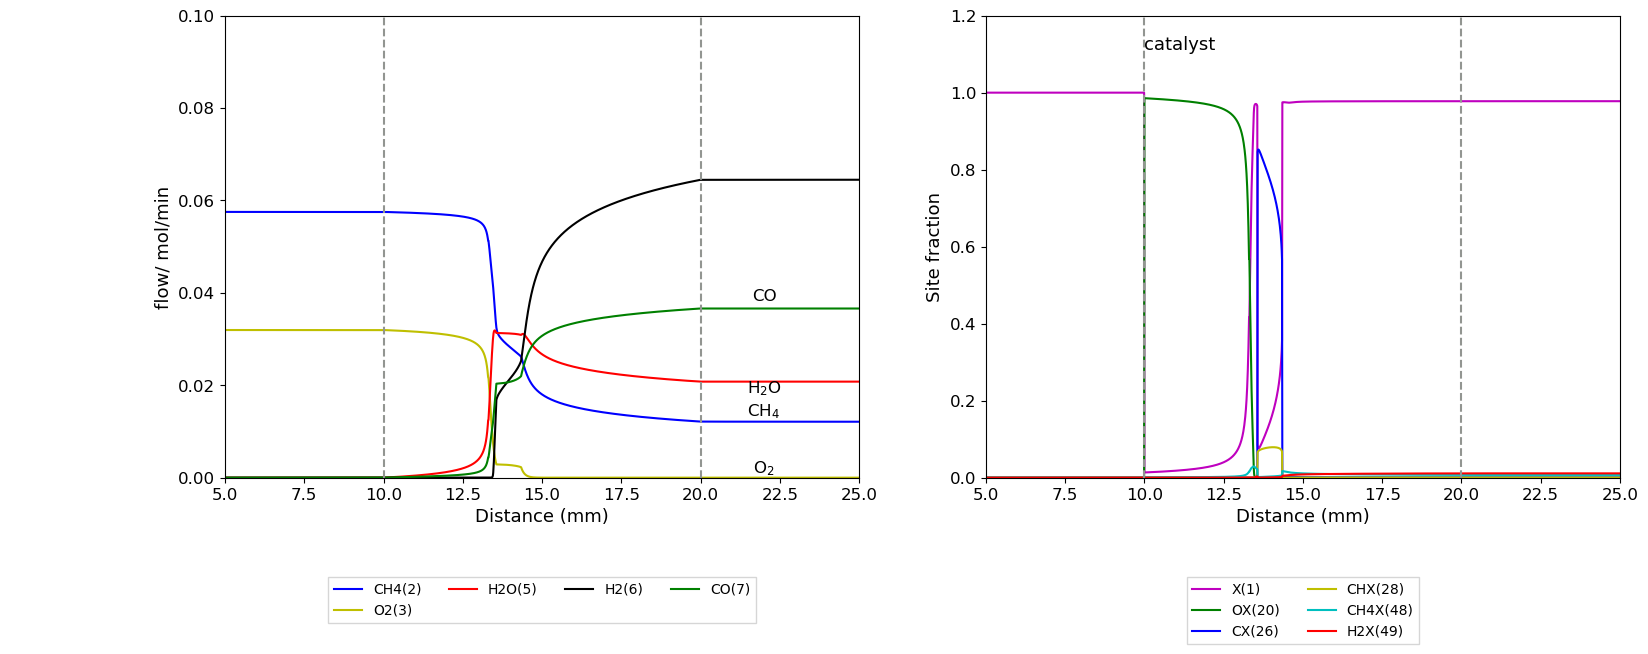 0.10
0.08
0.06
0.04
0.02
0.00
flow/ mol/min
CO
H₂O
CH₄
O₂
5.0 7.5 10.0 12.5 15.0 17.5 20.0 22.5 25.0
Distance (mm)
CH4(2) H2O(5) H2(6) CO(7)
O2(3)
1.2
1.0
0.8
0.6
0.4
0.2
0.0
Site fraction
catalyst
5.0 7.5 10.0 12.5 15.0 17.5 20.0 22.5 25.0
Distance (mm)
X(1) CHX(28)
OX(20) CH4X(48)
CX(26) H2X(49)